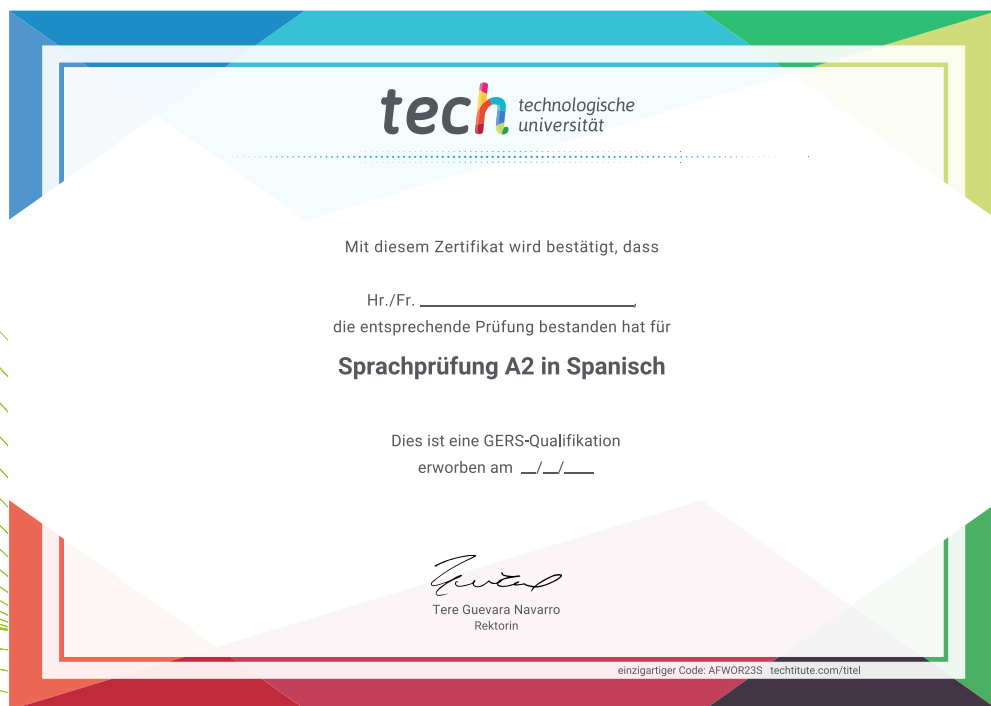 tech technologische
universität
Mit diesem Zertifikat wird bestätigt, dass
Hr./Fr. ____________________,
die entsprechende Prüfung bestanden hat für
Sprachprüfung A2 in Spanisch
Dies ist eine GERS-Qualifikation
erworben am __/__/____
Tere Guevara Navarro
Rektorin
einzigartiger Code: AFWOR23S techtitute.com/titel